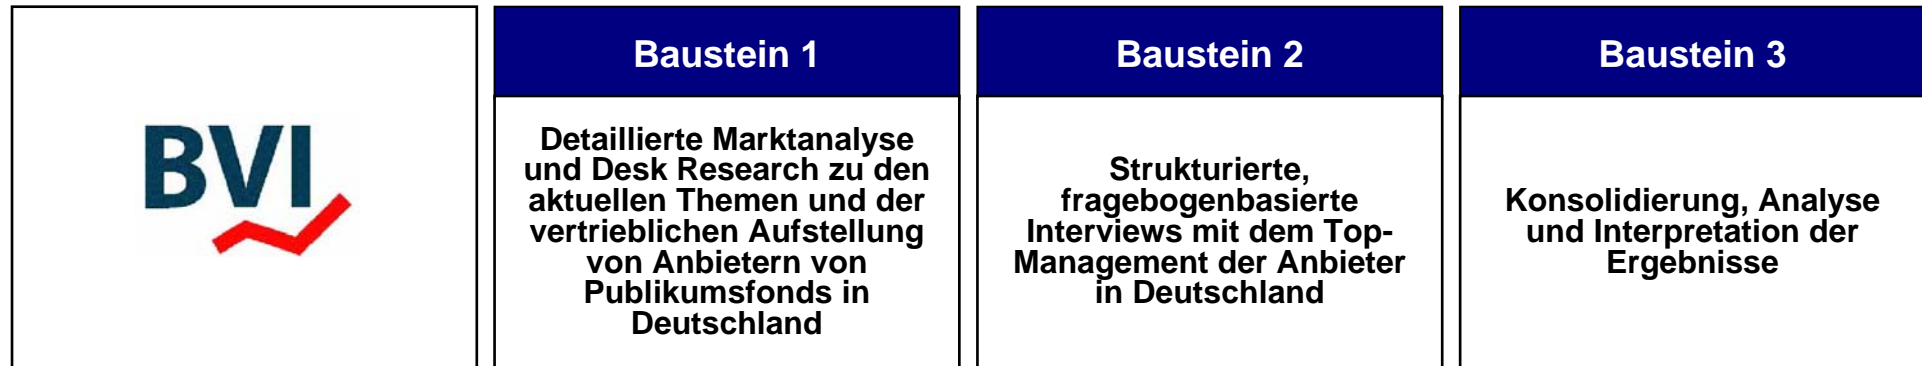 BVI
Baustein 1
Detaillierte Marktanalyse
und Desk Research zu den
aktuellen Themen und der
vertrieblichen Aufstellung
von Anbietern von
Publikumsfonds in
Deutschland
Baustein 2
Strukturierte,
fragebogenbasierte
Interviews mit dem Top-
Management der Anbieter
in Deutschland
Baustein 3
Konsolidierung, Analyse
und Interpretation der
Ergebnisse